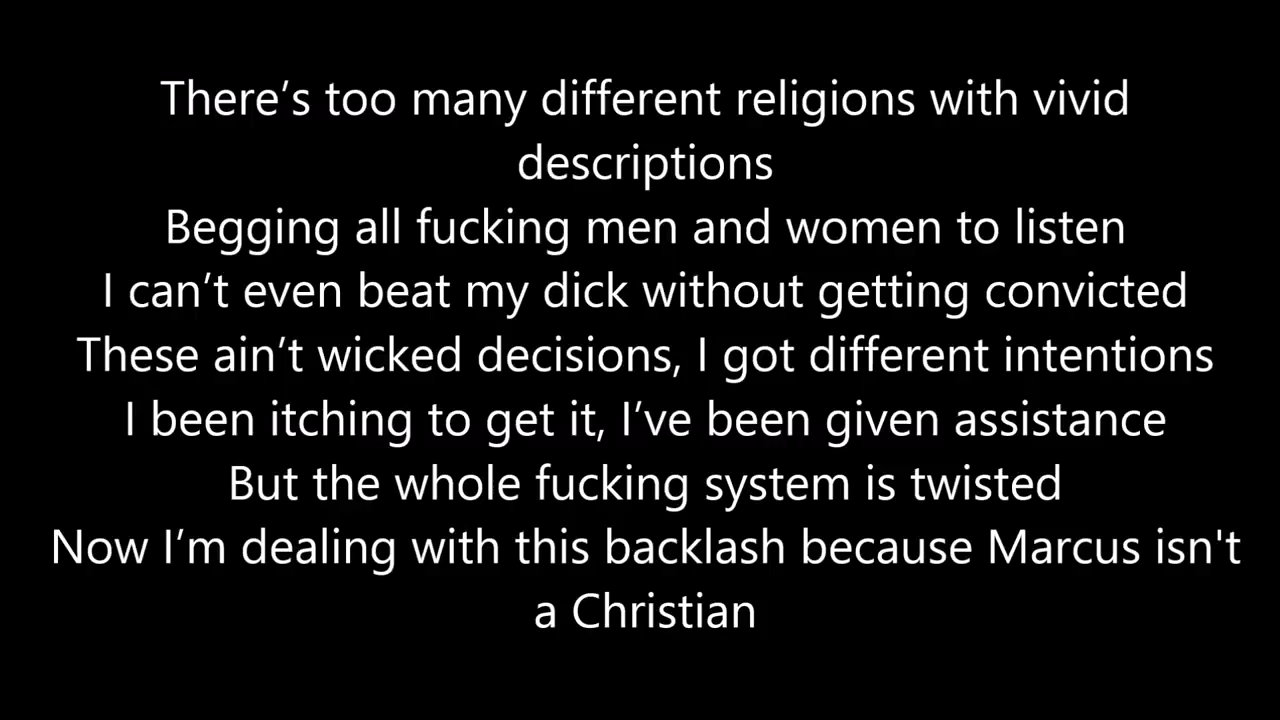 There’s too many different religions with vivid
descriptions
Begging all fucking men and women to listen
I can’t even beat my dick without getting convicted
These ain’t wicked decisions, I got different intentions
I been itching to get it, I’ve been given assistance
But the whole fucking system is twisted
Now I’m dealing with this backlash because Marcus isn't
a Christian